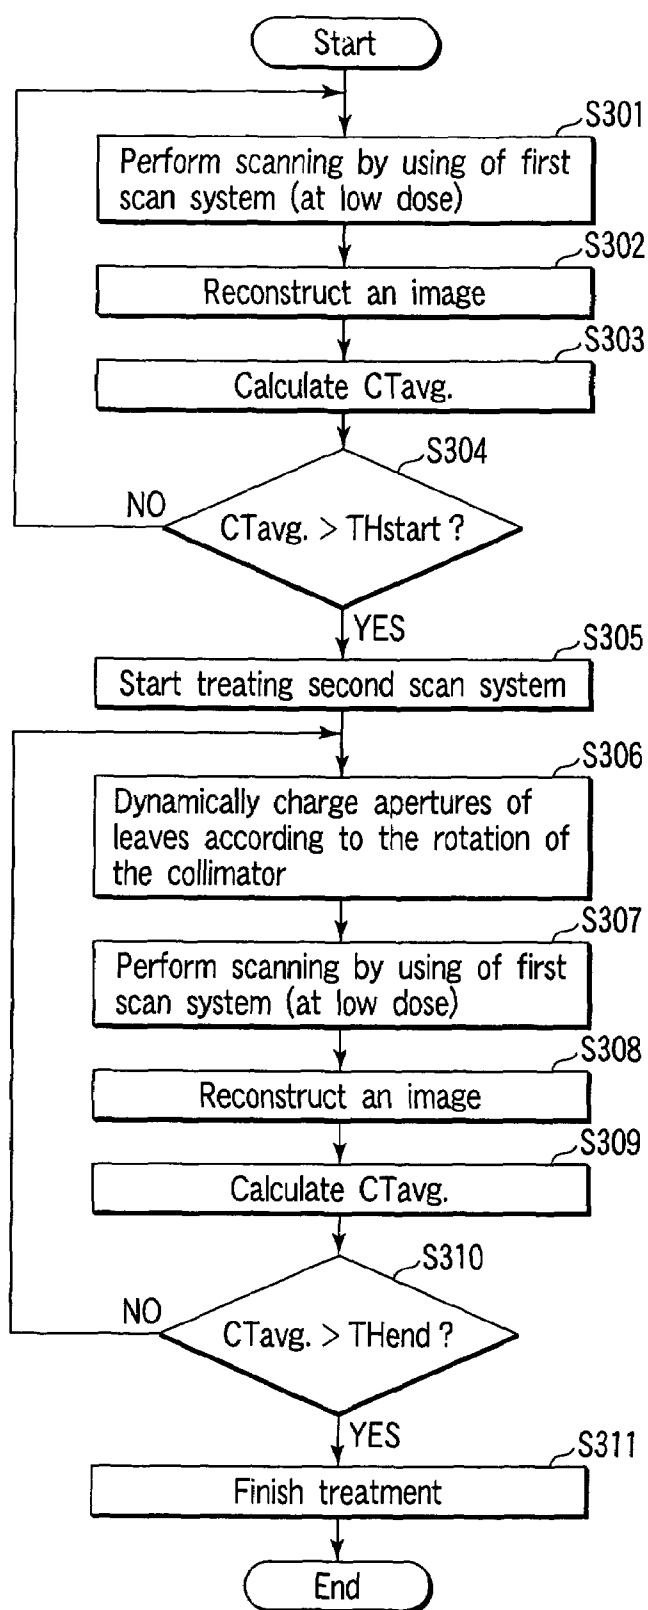 Start
S301
Perform scanning by using of first
scan system (at low dose)
S302
Reconstruct an image
S303
Calculate CTavg.
S304
NO
CTavg. > THstart ?
YES
S305
Start treating second scan system
S306
Dynamically charge apertures of
leaves according to the rotation of
the collimator
S307
Perform scanning by using of first
scan system (at low dose)
S308
Reconstruct an image
S309
Calculate CTavg.
S310
NO
CTavg. > THend ?
YES
S311
Finish treatment
End